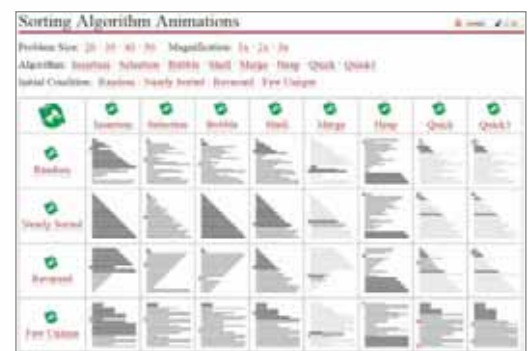 Sorting Algorithm Animations
Problem Size: 20 · 30 · 40 · 50 Magnification: 1x · 2x · 3x
Algorithm: Insertion · Selection · Bubble · Shell · Merge · Heap · Quick · Quick3
Initial Condition: Random · Nearly Sorted · Reversed · Few Unique
Insertion Selection Bubble Shell Merge Heap Quick Quick3
Random
Nearly Sorted
Reversed
Few Unique